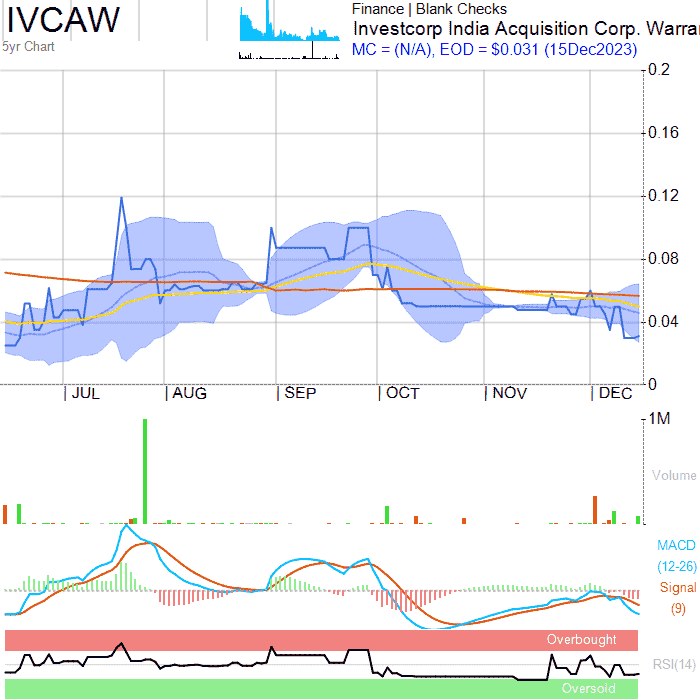 IVCAW
5yr Chart
Finance | Blank Checks
Investcorp India Acquisition Corp. Warra
MC = (N/A), EOD = $0.031 (15Dec2023)
0.2
0.16
0.12
0.08
0.04
0
JUL AUG SEP OCT NOV DEC
1M
Volume
MACD
(12-26)
Signal
(9)
Overbought
RSI(14)
Oversold